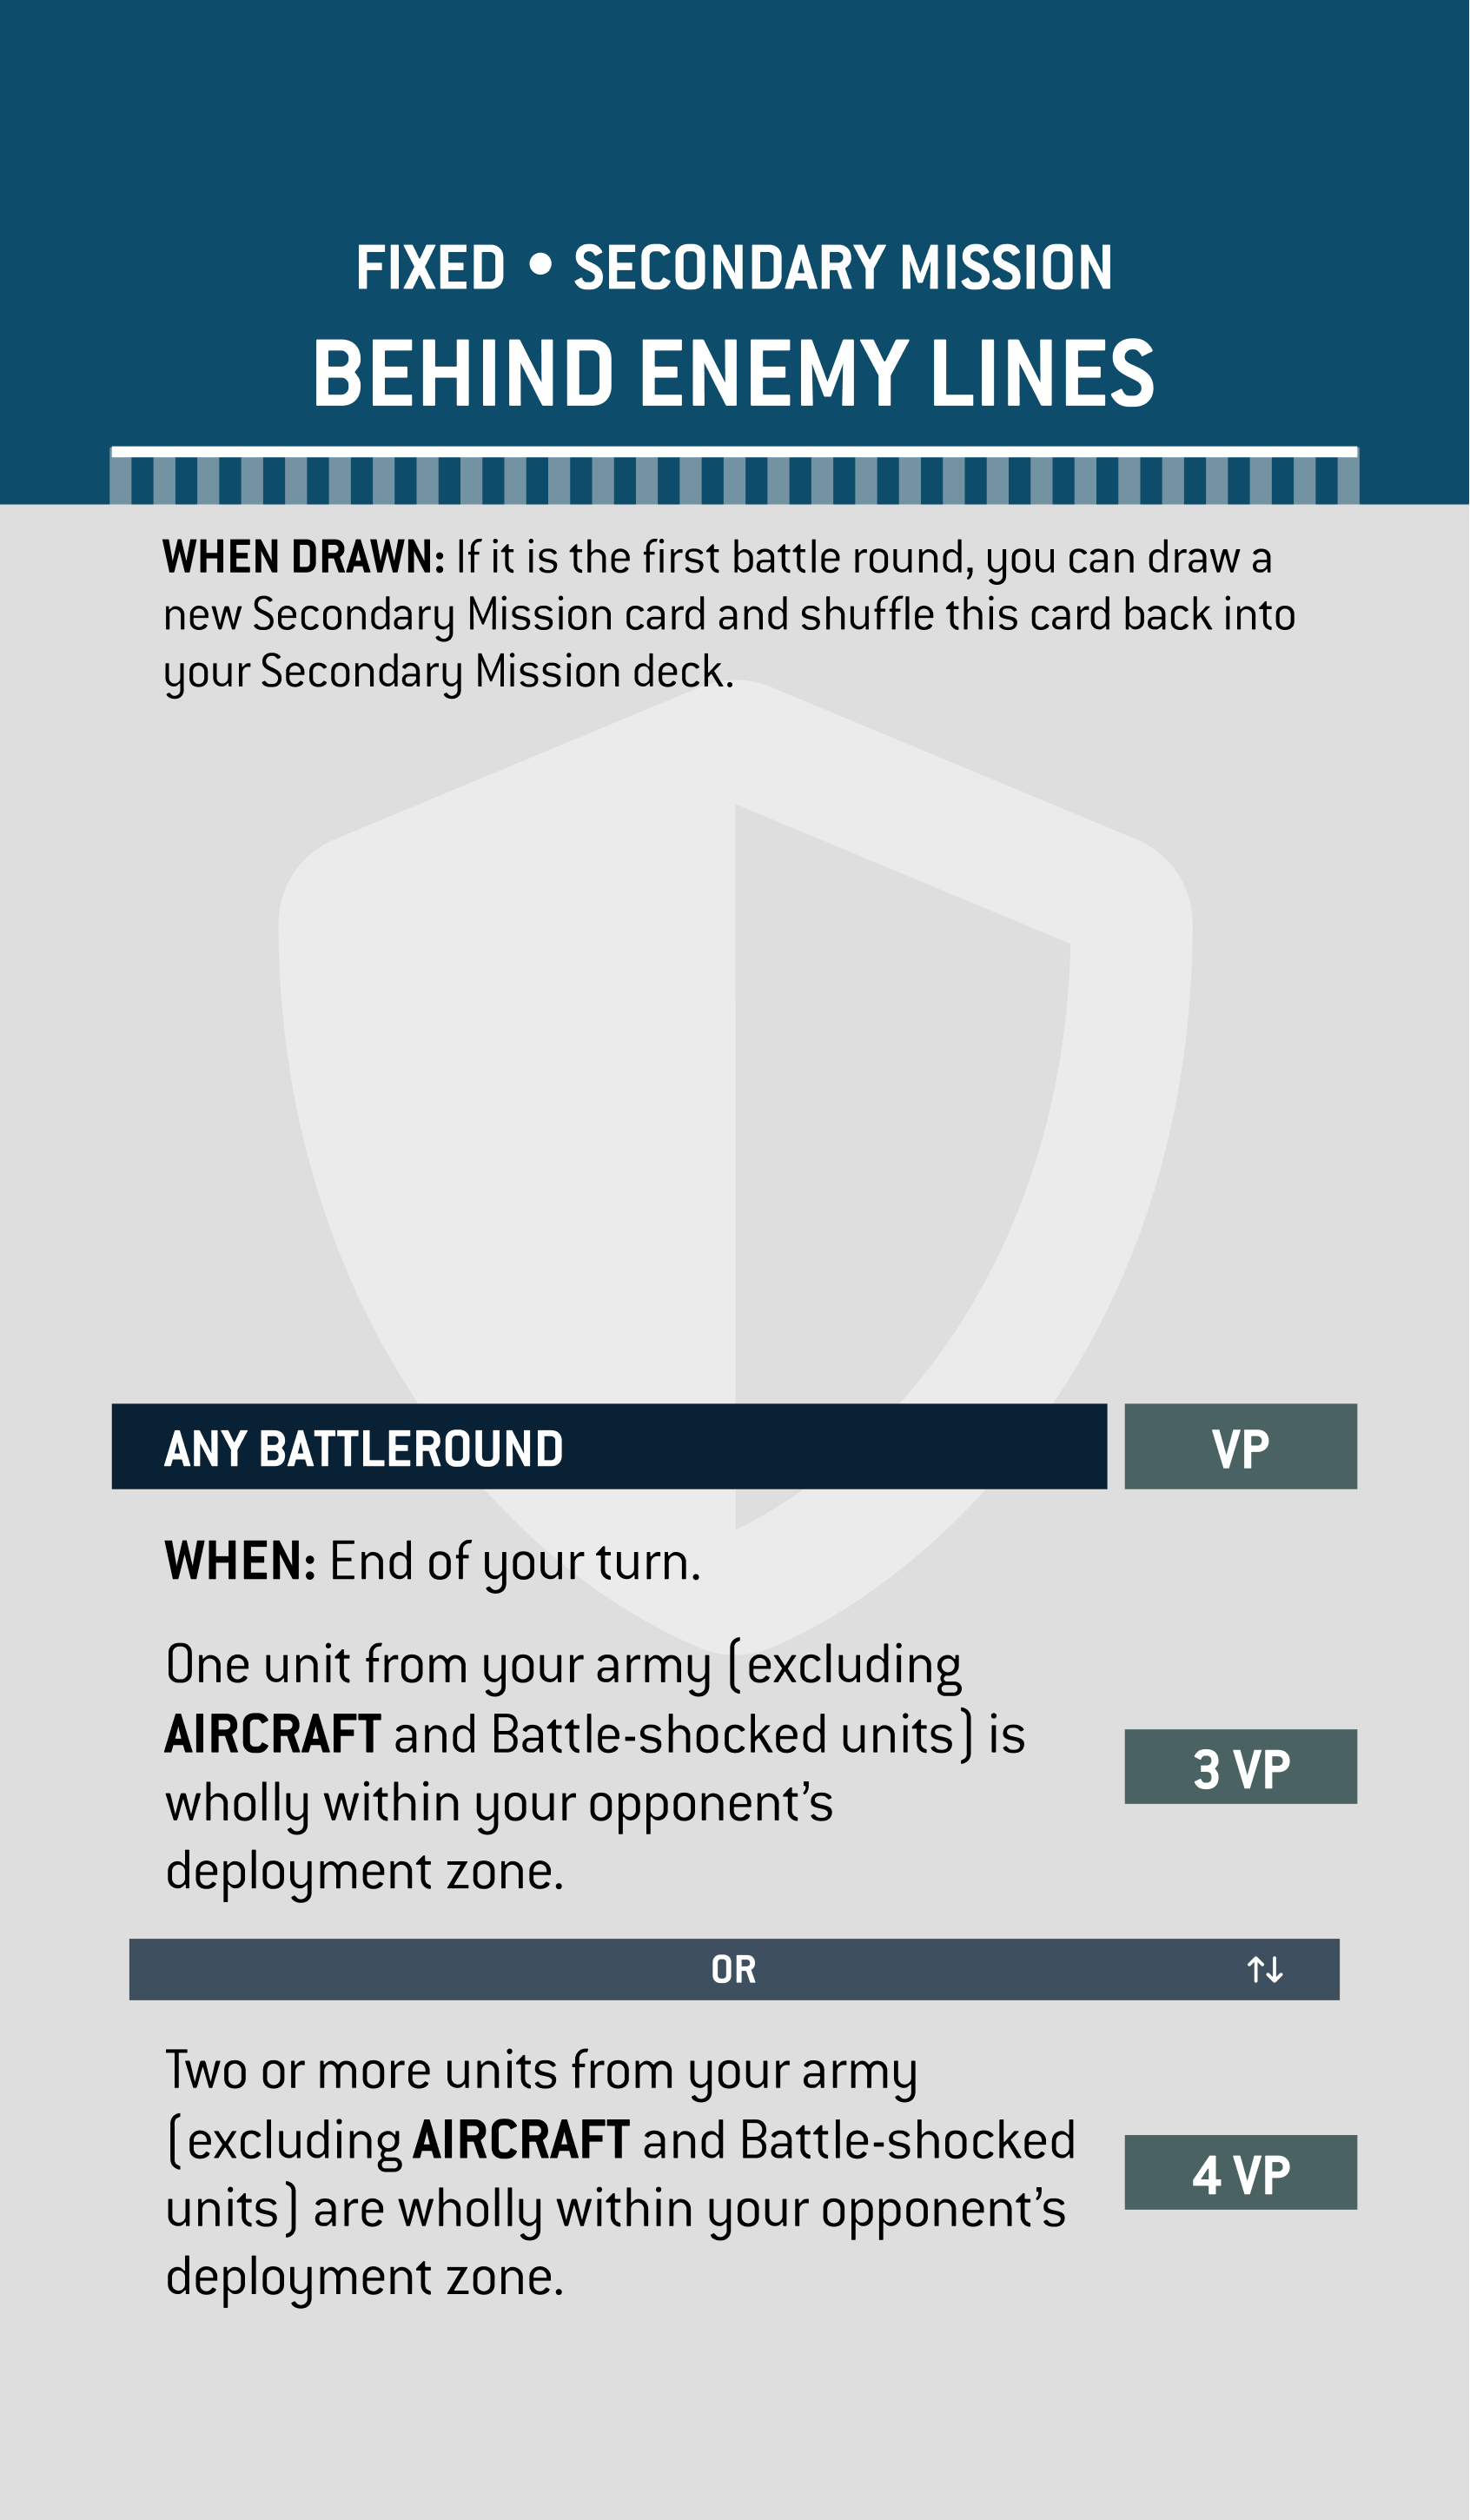 FIXED • SECONDARY MISSION
BEHIND ENEMY LINES
WHEN DRAWN: If it is the first battle round, you can draw a
new Secondary Mission card and shuffle this card back into
your Secondary Mission deck.
ANY BATTLEROUND
VP
WHEN: End of your turn.
One unit from your army (excluding
AIRCRAFT and Battle-shocked units) is
wholly within your opponent’s
deployment zone.
3 VP
OR ↑↓
Two or more units from your army
(excluding AIRCRAFT and Battle-shocked
units) are wholly within your opponent’s
deployment zone.
4 VP